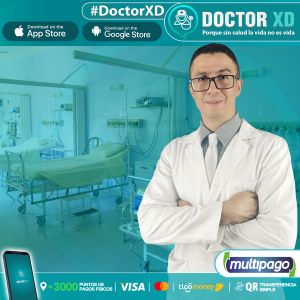 Download on the
App Store
#DoctorXD
Download on the
Google Store
DOCTOR XD
Porque sin salud la vida no es vida
multipago
+3000 PUNTOS DE
PAGOS FÍSICOS
VISA
tigo money
QR TRANSFERENCIA
SIMPLE